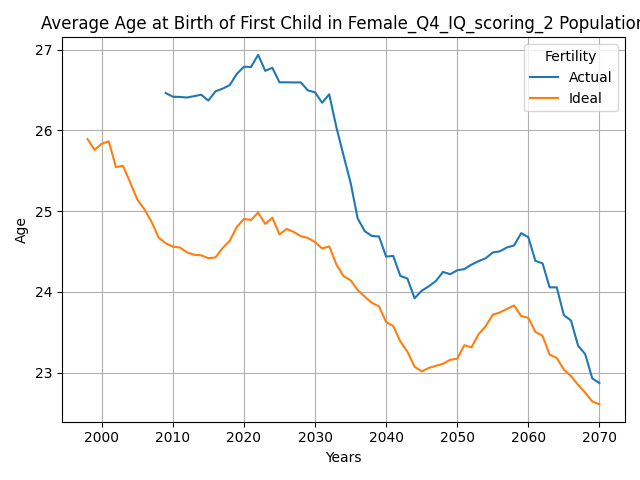 Average Age at Birth of First Child in Female_Q4_IQ_scoring_2 Population
Fertility
Actual
Ideal
Age
27
26
25
24
23
2000 2010 2020 2030 2040 2050 2060 2070
Years